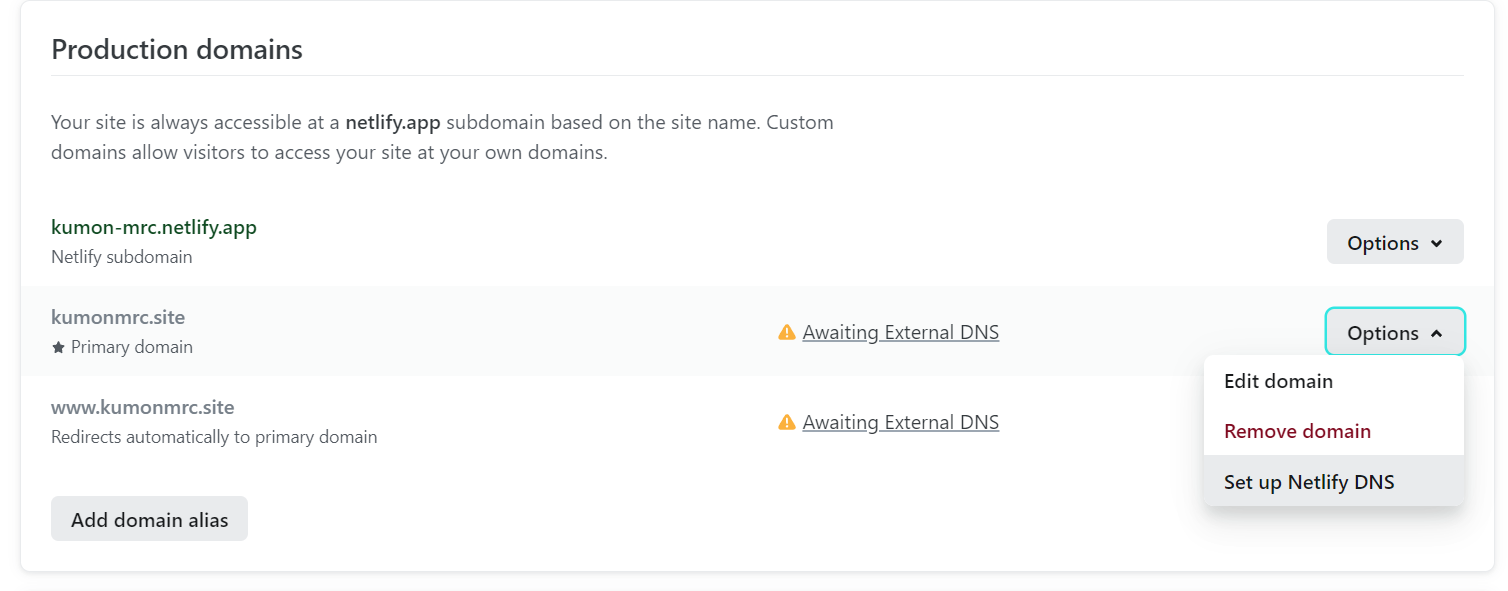 Production domains
Your site is always accessible at a netlify.app subdomain based on the site name. Custom
domains allow visitors to access your site at your own domains.
kumon-mrc.netlify.app
Netlify subdomain
Options
kumonmrc.site
Primary domain
Awaiting External DNS
Options
Edit domain
Remove domain
Set up Netlify DNS
www.kumonmrc.site
Redirects automatically to primary domain
Awaiting External DNS
Add domain alias